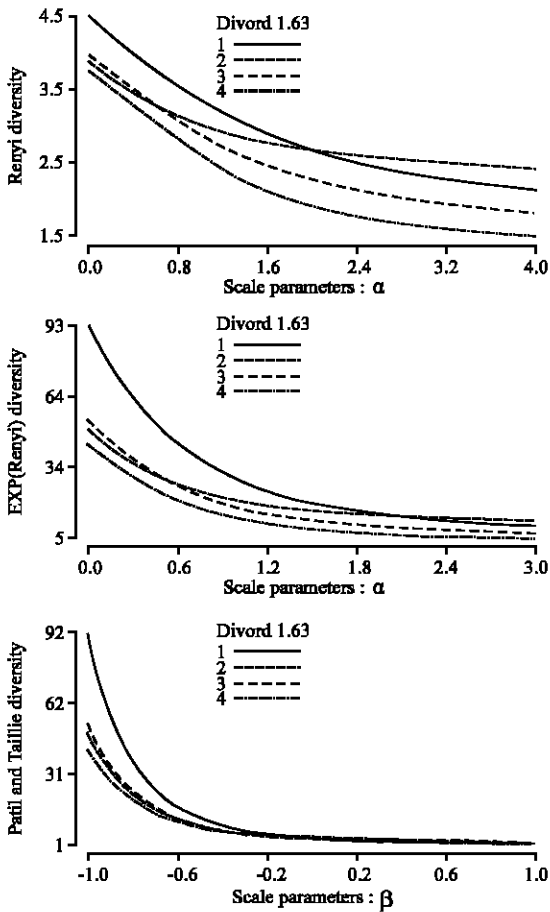 Divord 1.63
1
2
3
4
Renyi diversity
4.5
3.5
2.5
1.5
0.0 0.8 1.6 2.4 3.2 4.0
Scale parameters : α
Divord 1.63
1
2
3
4
EXP(Renyi) diversity
93
64
34
5
0.0 0.6 1.2 1.8 2.4 3.0
Scale parameters : α
Divord 1.63
1
2
3
4
Patil and Taillie diversity
92
62
31
1
-1.0 -0.6 -0.2 0.2 0.6 1.0
Scale parameters : β